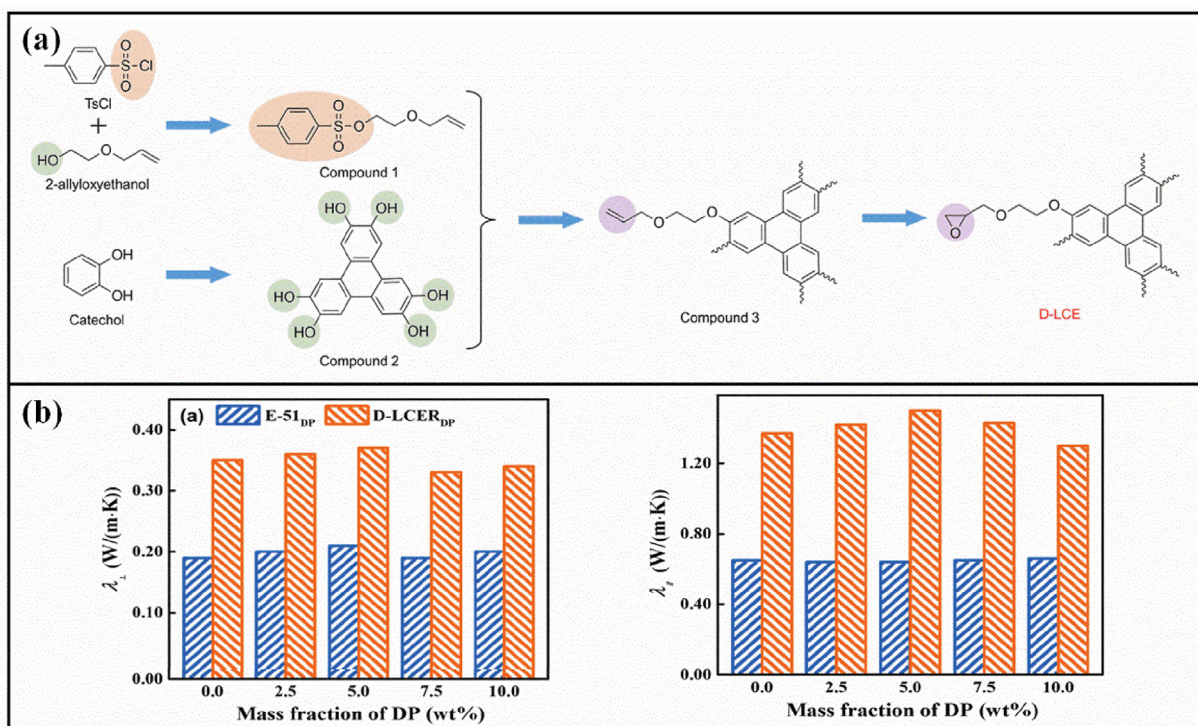 (a)
O
S
Cl
O
TsCl
+
HO
O
2-allyloxyethanol
O
S
O
O
O
Compound 1
OH
OH
Catechol
HO OH
HO
OH
HO
OH
Compound 2
O
O
Compound 3
O
O
O
D-LCE
(b)
(a) E-51DP D-LCERDP
0.40
0.30
0.20
0.10
0.00
λ⊥ (W/(m·K))
0.0 2.5 5.0 7.5 10.0
Mass fraction of DP (wt%)
1.20
0.80
0.40
0.00
λ∥ (W/(m·K))
0.0 2.5 5.0 7.5 10.0
Mass fraction of DP (wt%)